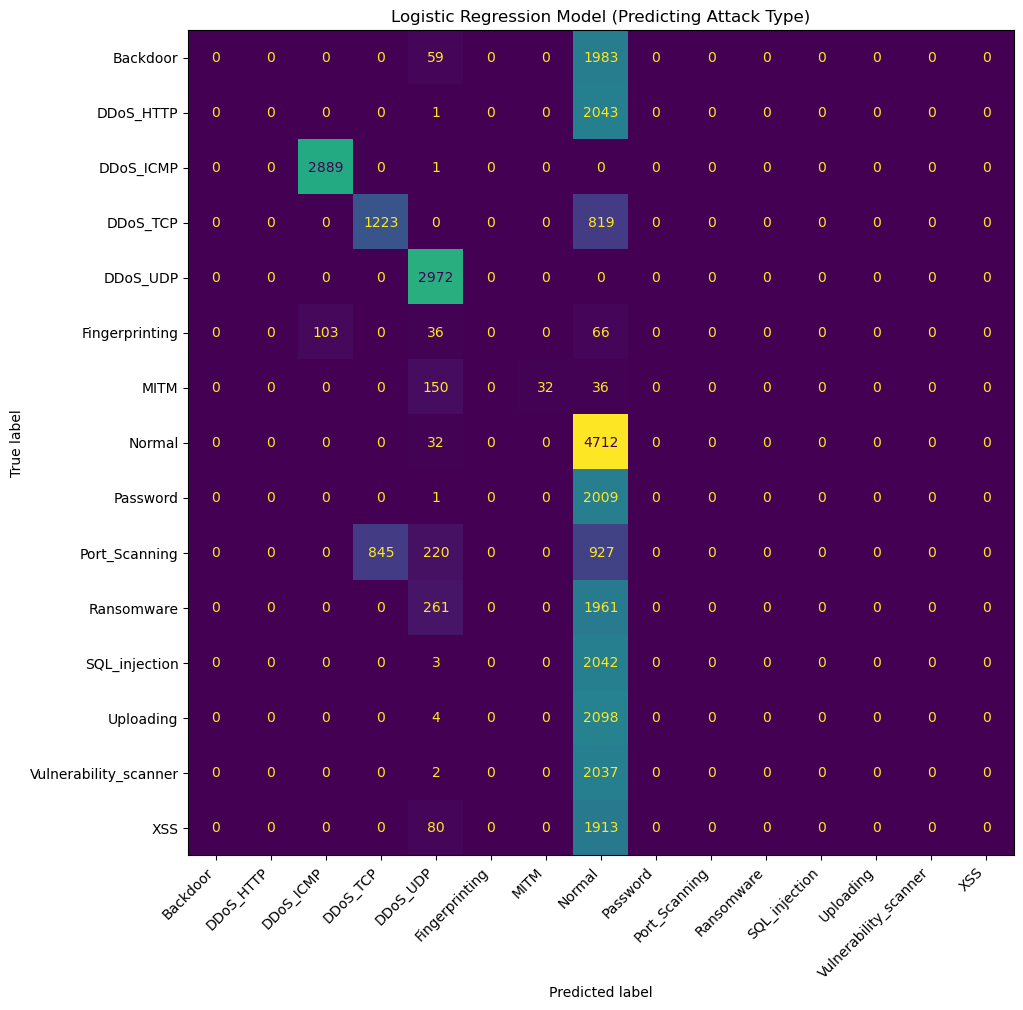 Logistic Regression Model (Predicting Attack Type)
Backdoor 0 0 0 0 59 0 0 1983 0 0 0 0 0 0 0
DDoS_HTTP 0 0 0 0 1 0 0 2043 0 0 0 0 0 0 0
DDoS_ICMP 0 0 2889 0 1 0 0 0 0 0 0 0 0 0 0
DDoS_TCP 0 0 0 1223 0 0 0 819 0 0 0 0 0 0 0
DDoS_UDP 0 0 0 0 2972 0 0 0 0 0 0 0 0 0 0
Fingerprinting 0 0 103 0 36 0 0 66 0 0 0 0 0 0 0
MITM 0 0 0 0 150 0 32 36 0 0 0 0 0 0 0
Normal 0 0 0 0 32 0 0 4712 0 0 0 0 0 0 0
Password 0 0 0 0 1 0 0 2009 0 0 0 0 0 0 0
Port_Scanning 0 0 0 845 220 0 0 927 0 0 0 0 0 0 0
Ransomware 0 0 0 0 261 0 0 1961 0 0 0 0 0 0 0
SQL_injection 0 0 0 0 3 0 0 2042 0 0 0 0 0 0 0
Uploading 0 0 0 0 4 0 0 2098 0 0 0 0 0 0 0
Vulnerability_scanner 0 0 0 0 2 0 0 2037 0 0 0 0 0 0 0
XSS 0 0 0 0 80 0 0 1913 0 0 0 0 0 0 0
True label
Backdoor
DDoS_HTTP
DDoS_ICMP
DDoS_TCP
DDoS_UDP
Fingerprinting
MITM
Normal
Password
Port_Scanning
Ransomware
SQL_injection
Uploading
Vulnerability_scanner
XSS
Predicted label